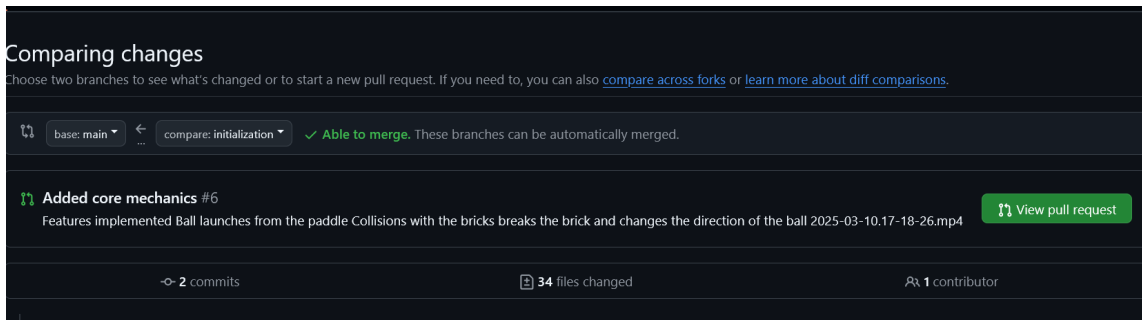 Comparing changes
Choose two branches to see what's changed or to start a new pull request. If you need to, you can also compare across forks or learn more about diff comparisons.
base: main ← ... compare: initialization ✓ Able to merge. These branches can be automatically merged.
Added core mechanics #6
Features implemented Ball launches from the paddle Collisions with the bricks breaks the brick and changes the direction of the ball 2025-03-10.17-18-26.mp4
View pull request
2 commits
34 files changed
1 contributor